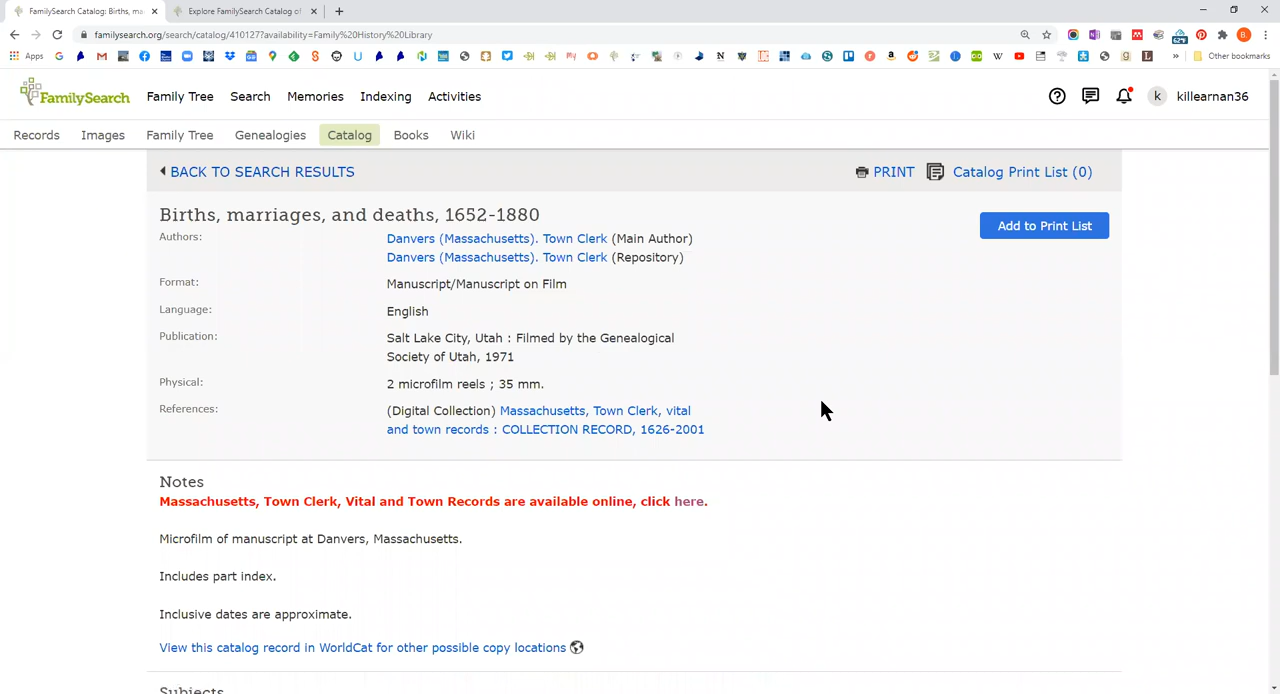 FamilySearch Catalog: Births, ma
Explore FamilySearch Catalog of
familysearch.org/search/catalog/410127?availability=Family%20History%20Library
Apps
Other bookmarks
FamilySearch
Family Tree
Search
Memories
Indexing
Activities
k
killearnan36
Records
Images
Family Tree
Genealogies
Catalog
Books
Wiki
BACK TO SEARCH RESULTS
PRINT
Catalog Print List (0)
Births, marriages, and deaths, 1652-1880
Add to Print List
Authors:
Danvers (Massachusetts). Town Clerk (Main Author)
Danvers (Massachusetts). Town Clerk (Repository)
Format:
Manuscript/Manuscript on Film
Language:
English
Publication:
Salt Lake City, Utah : Filmed by the Genealogical
Society of Utah, 1971
Physical:
2 microfilm reels ; 35 mm.
References:
(Digital Collection) Massachusetts, Town Clerk, vital
and town records : COLLECTION RECORD, 1626-2001
Notes
Massachusetts, Town Clerk, Vital and Town Records are available online, click here.
Microfilm of manuscript at Danvers, Massachusetts.
Includes part index.
Inclusive dates are approximate.
View this catalog record in WorldCat for other possible copy locations
Subjects